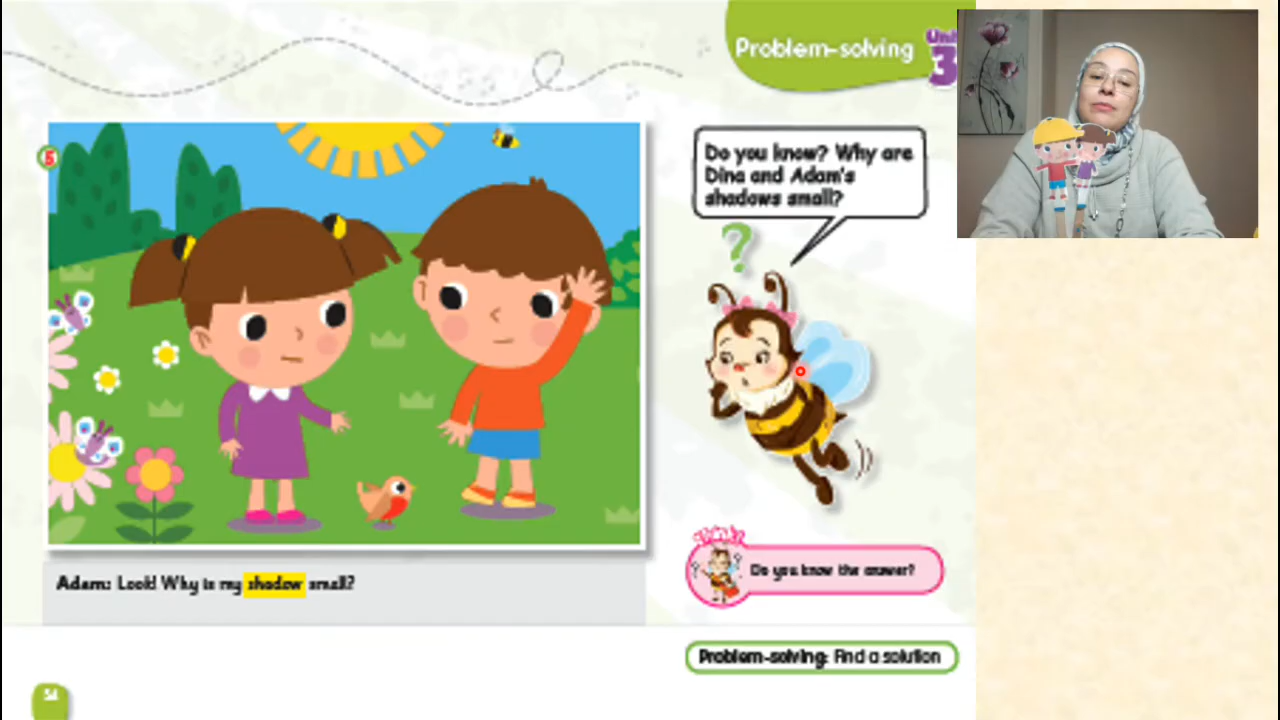 Problem-solving
Unit
3
5
Do you know? Why are
Dina and Adam's
shadows small?
?
Think!
Do you know the answer?
Adam: Look! Why is my shadow small?
Problem-solving: Find a solution